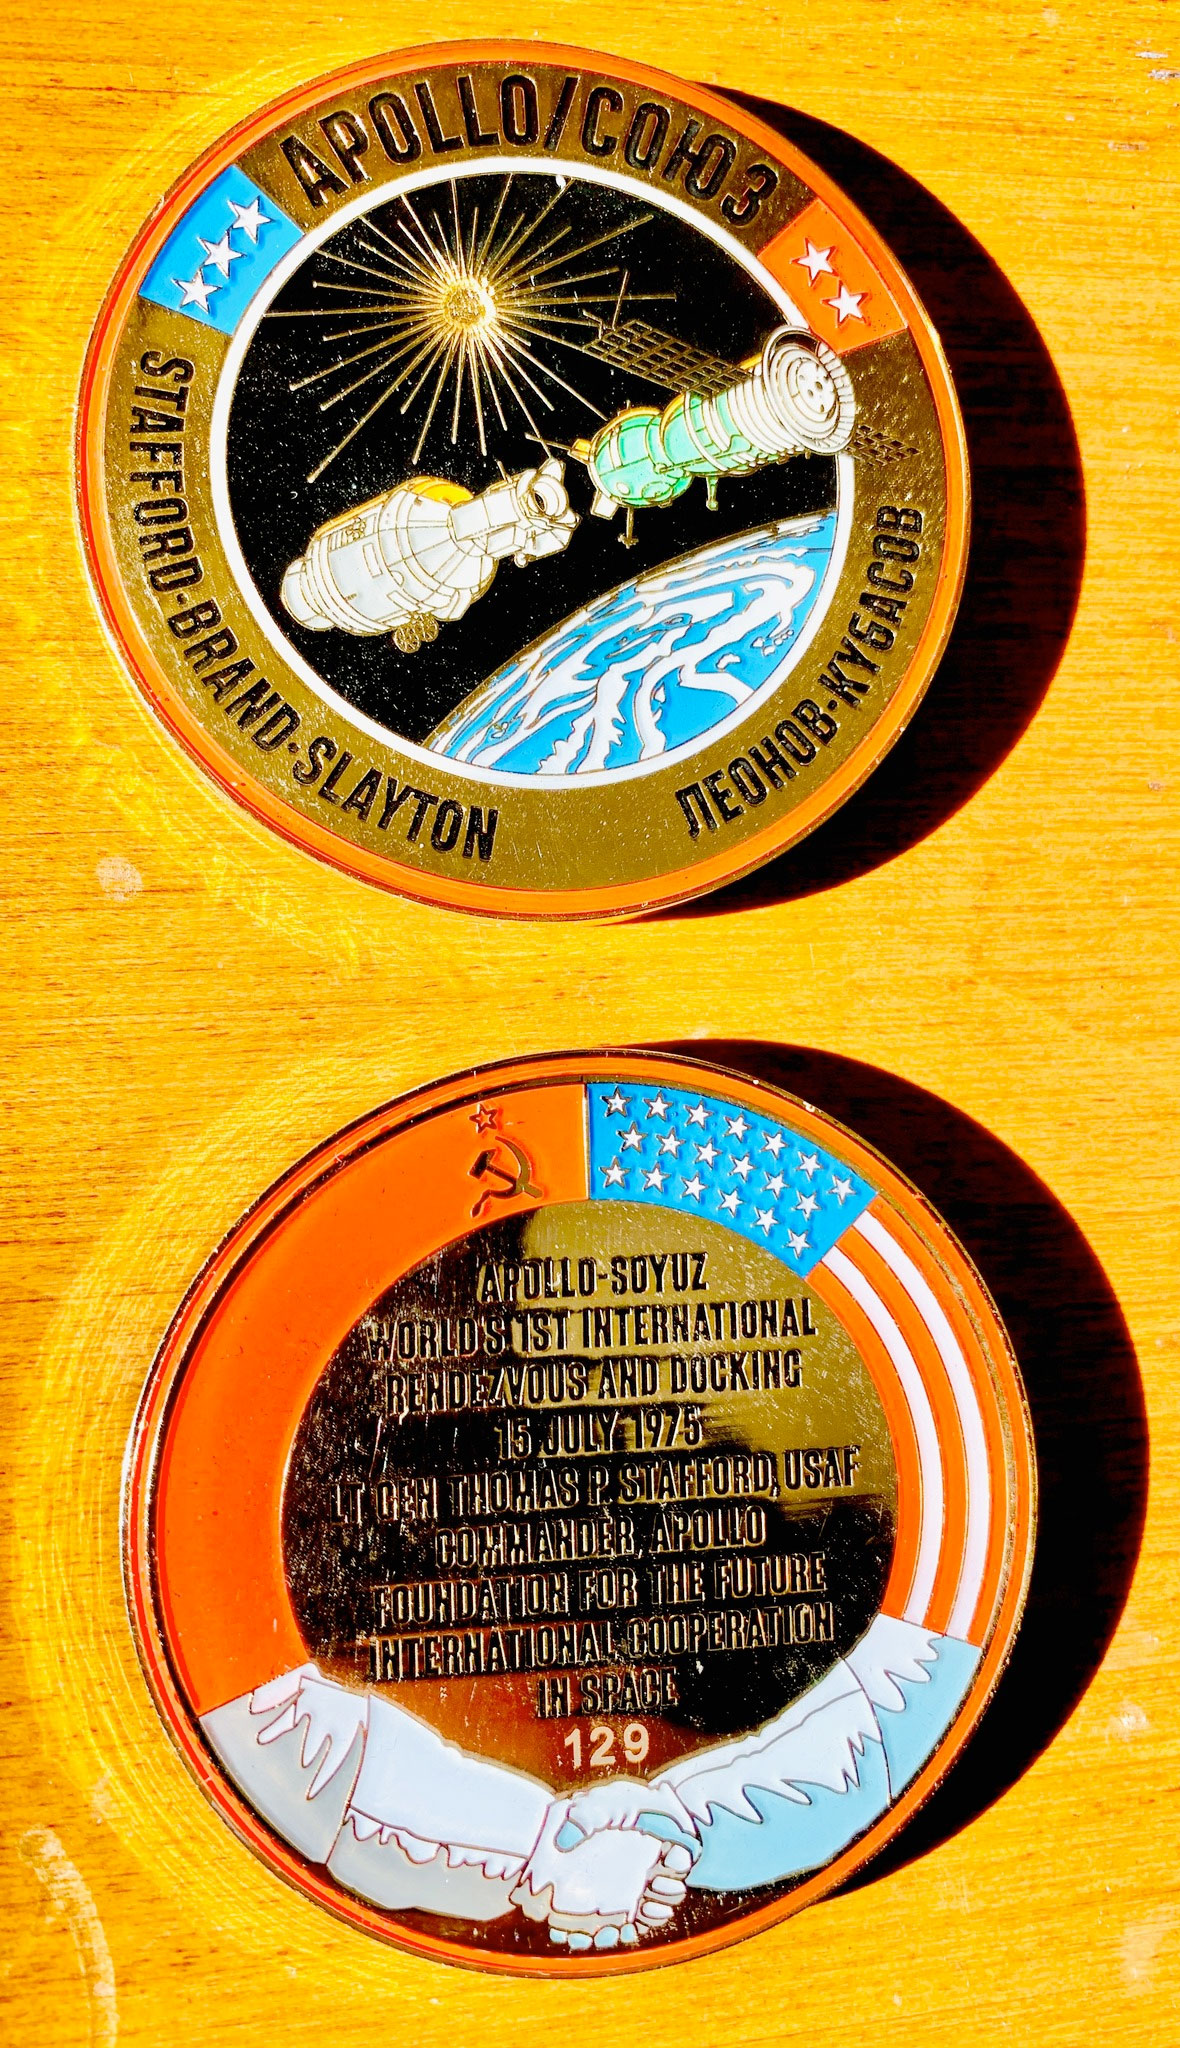 APOLLO/СОЮЗ
STAFFORD·BRAND·SLAYTON
ЛЕОНОВ·КУБАСОВ
APOLLO-SOYUZ
WORLD'S 1ST INTERNATIONAL
RENDEZVOUS AND DOCKING
15 JULY 1975
LT GEN THOMAS P. STAFFORD, USAF
COMMANDER, APOLLO
FOUNDATION FOR THE FUTURE
INTERNATIONAL COOPERATION
IN SPACE
129